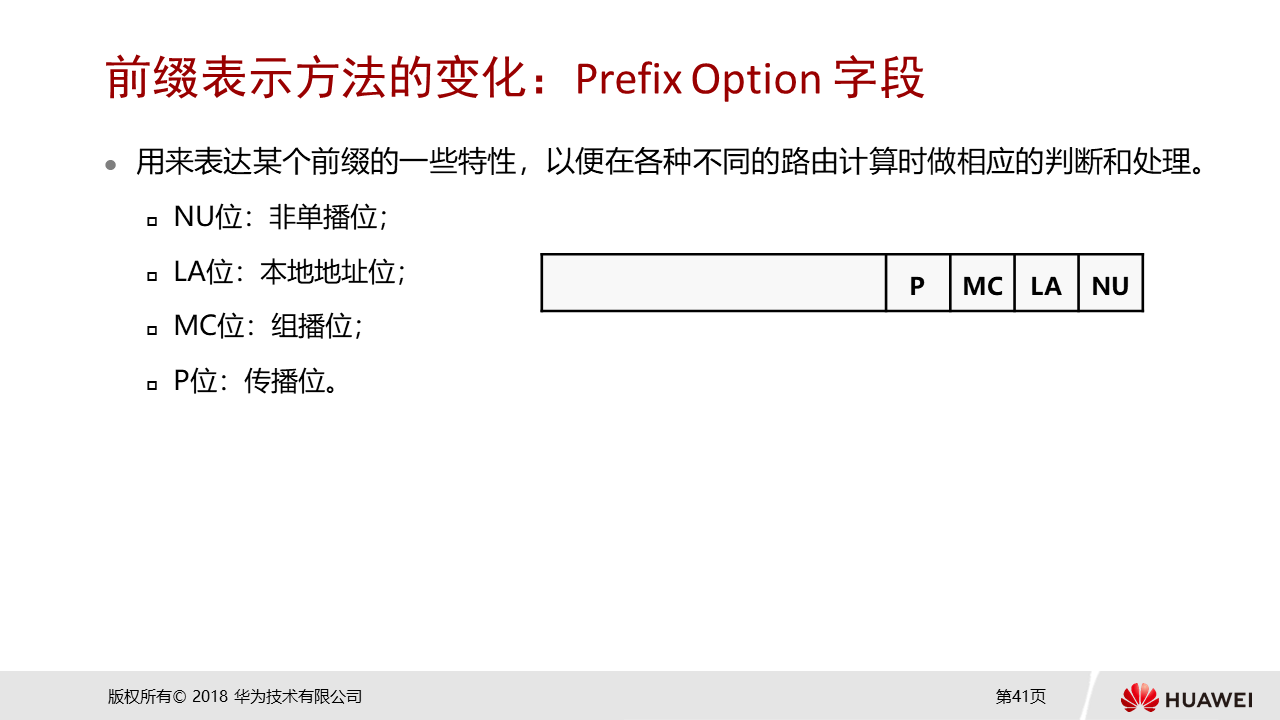 前缀表示方法的变化：Prefix Option 字段
用来表达某个前缀的一些特性，以便在各种不同的路由计算时做相应的判断和处理。
NU位：非单播位；
LA位：本地地址位；
MC位：组播位；
P位：传播位。
P MC LA NU
版权所有© 2018 华为技术有限公司
第41页
HUAWEI